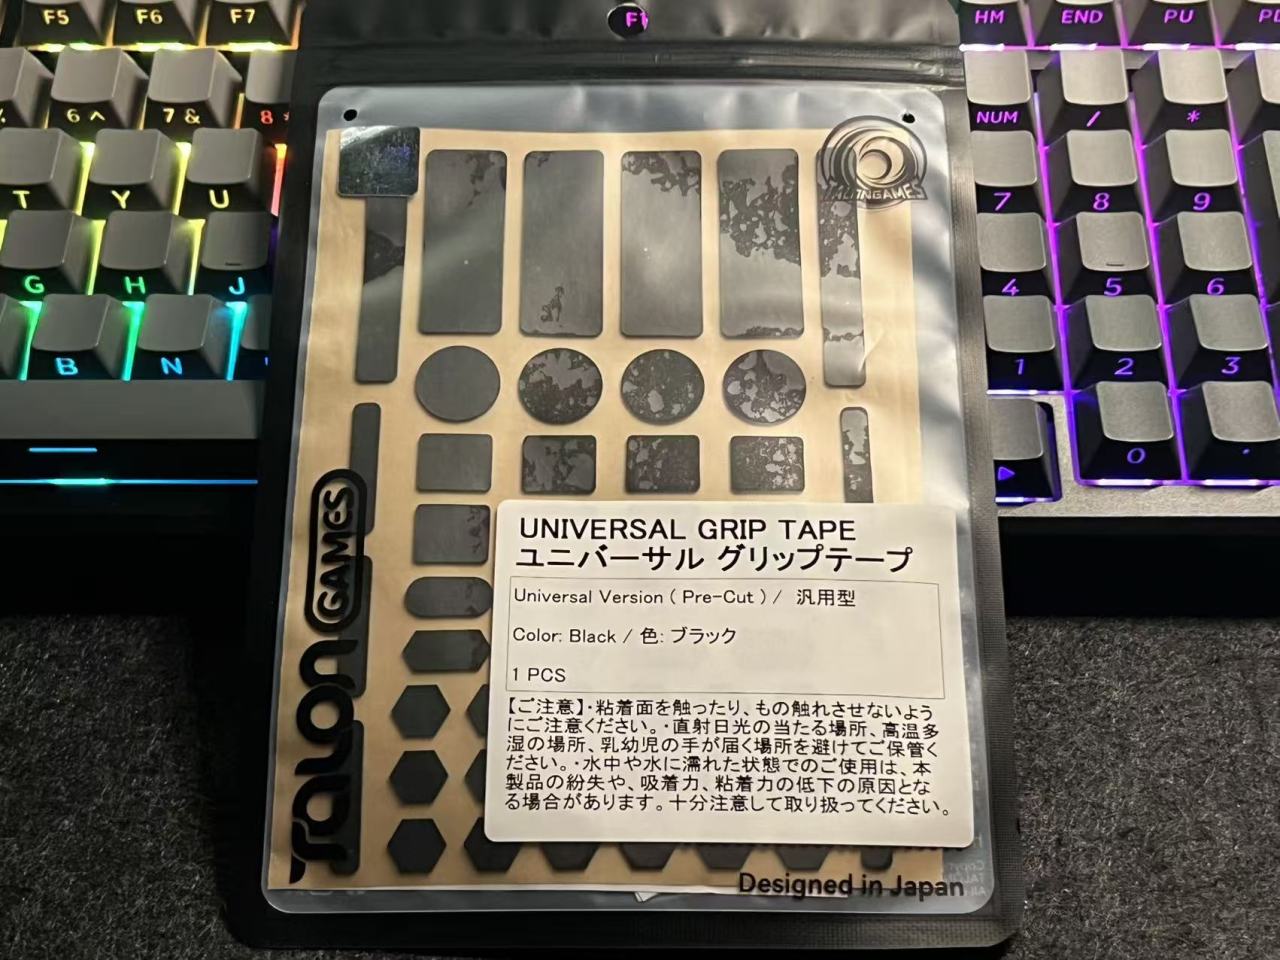 F5 F6 F7
F1
HM END PU
6 ^ 7 & 8 *
NUM / *
T Y U
7 8 9
G H J
4 5 6
B N
1 2 3
0 .
TALONGAMES
TALON GAMES
UNIVERSAL GRIP TAPE
ユニバーサル グリップテープ
Universal Version ( Pre-Cut ) / 汎用型
Color: Black / 色: ブラック
1 PCS
【ご注意】・粘着面を触ったり、もの触れさせないよう
にご注意ください。・直射日光の当たる場所、高温多
湿の場所、乳幼児の手が届く場所を避けてご保管く
ださい。・水中や水に濡れた状態でのご使用は、本
製品の紛失や、吸着力、粘着力の低下の原因とな
る場合があります。十分注意して取り扱ってください。
Designed in Japan